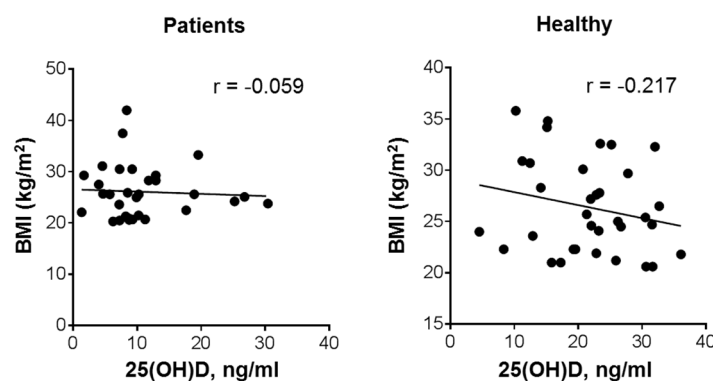 Patients
r = -0.059
BMI (kg/m²)
50
40
30
20
10
0
0 10 20 30 40
25(OH)D, ng/ml
Healthy
r = -0.217
BMI (kg/m²)
40
35
30
25
20
15
0 10 20 30 40
25(OH)D, ng/ml